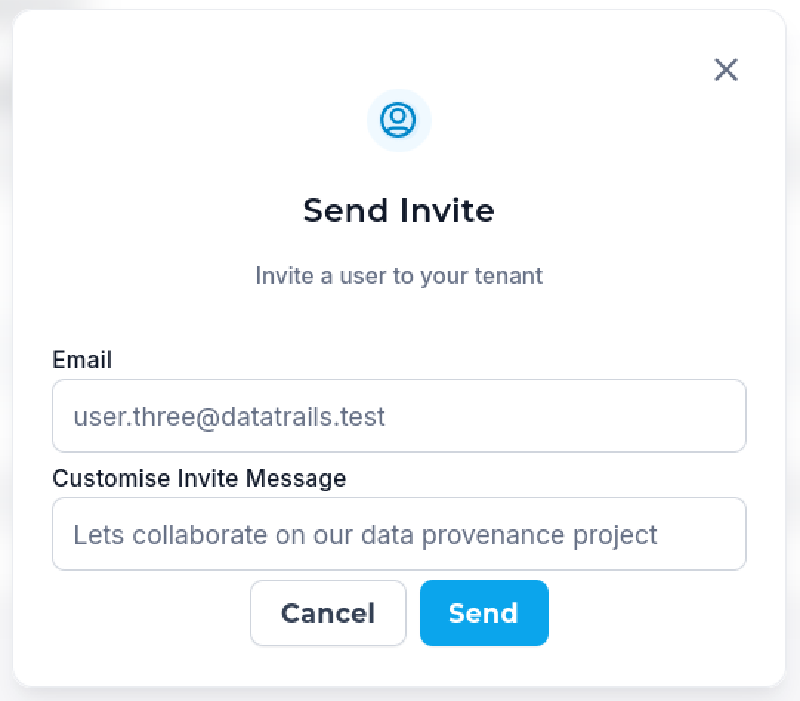 Send Invite
Invite a user to your tenant
Email
user.three@datatrails.test
Customise Invite Message
Lets collaborate on our data provenance project
Cancel Send